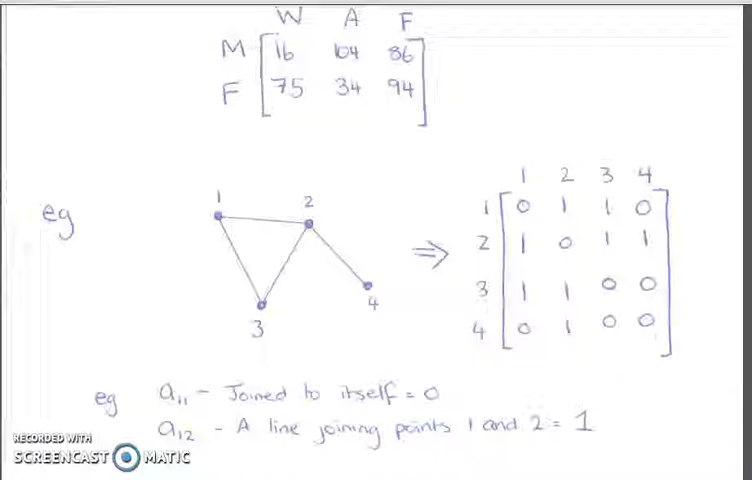 W A F
M 16 104 86
F 75 34 94
eg
1 2
3 4
⇒
1 2 3 4
1 0 1 1 0
2 1 0 1 1
3 1 1 0 0
4 0 1 0 0
eg a₁₁ - Joined to itself = 0
a₁₂ - A line joining points 1 and 2 = 1
RECORDED WITH
SCREENCAST MATIC